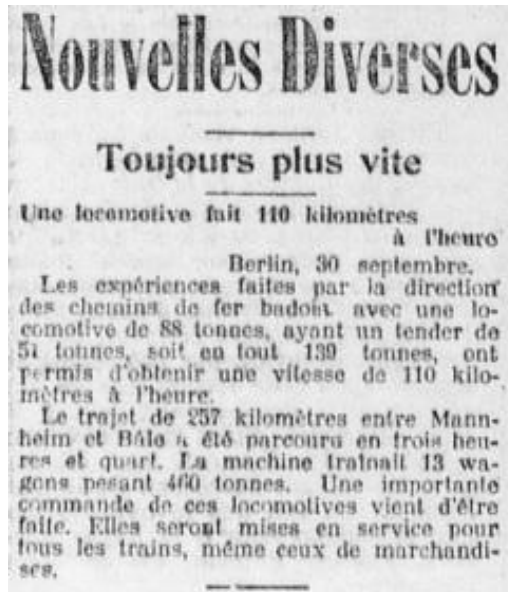 Nouvelles Diverses
Toujours plus vite
Une locomotive fait 110 kilomètres
à l'heure
Berlin, 30 septembre.
Les expériences faites par la direction
des chemins de fer badois avec une lo-
comotive de 88 tonnes, ayant un tender de
51 tonnes, soit en tout 139 tonnes, ont
permis d'obtenir une vitesse de 110 kilo-
mètres à l'heure.
Le trajet de 257 kilomètres entre Mann-
heim et Bâle a été parcouru en trois heu-
res et quart. La machine traînait 13 wa-
gons pesant 460 tonnes. Une importante
commande de ces locomotives vient d'être
faite. Elles seront mises en service pour
tous les trains, même ceux de marchandi-
ses.